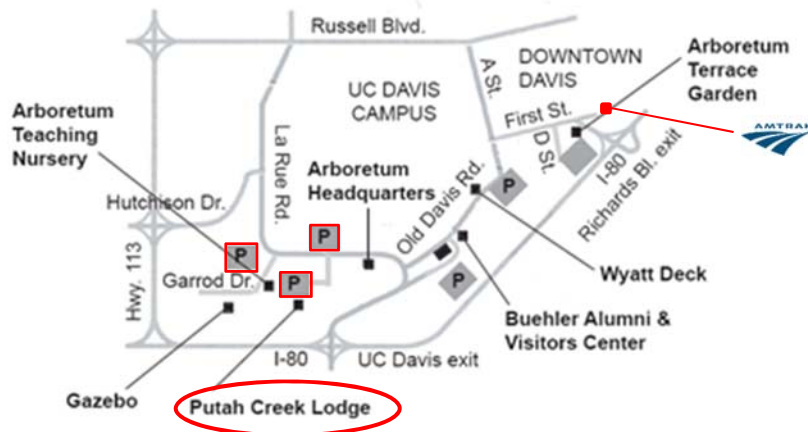 Russell Blvd.
DOWNTOWN
DAVIS
Arboretum
Terrace
Garden
A St.
UC DAVIS
CAMPUS
First St.
AMTRAK
Arboretum
Teaching
Nursery
D St.
I-80
Richards Bl. exit
La Rue Rd.
Arboretum
Headquarters
Old Davis Rd.
P
Hutchison Dr.
P
P
Hwy. 113
Garrod Dr.
P
P
Wyatt Deck
Buehler Alumni &
Visitors Center
I-80
UC Davis exit
Gazebo
Putah Creek Lodge